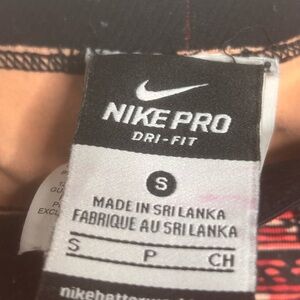 NIKE PRO
DRI-FIT
S
MADE IN SRI LANKA
FABRIQUE AU SRI LANKA
S P CH